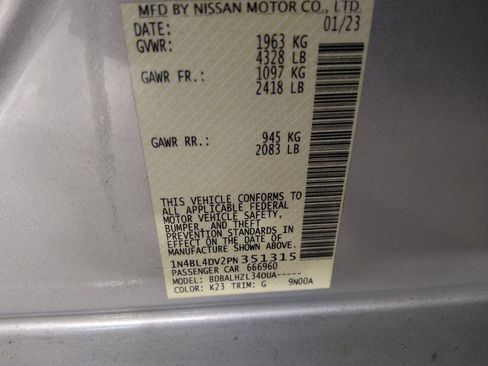 MFD BY NISSAN MOTOR CO., LTD.
DATE: 01/23
GVWR: 1963 KG
4328 LB
GAWR FR.: 1097 KG
2418 LB
GAWR RR.: 945 KG
2083 LB
THIS VEHICLE CONFORMS TO
ALL APPLICABLE FEDERAL
MOTOR VEHICLE SAFETY,
BUMPER, AND THEFT
PREVENTION STANDARDS IN
EFFECT ON THE DATE OF
MANUFACTURE SHOWN ABOVE.
1N4BL4DV2PN351315
PASSENGER CAR 666960
MODEL: BDBALHZL34DUA-----
COLOR: K23 TRIM: G 9N00A